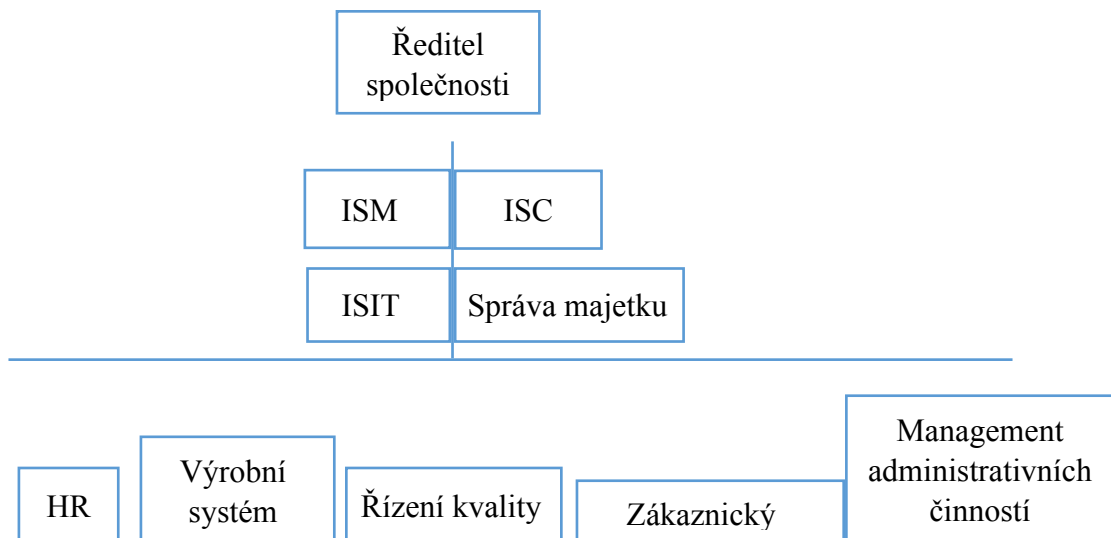 Ředitel
společnosti
ISM
ISC
ISIT
Správa majetku
HR
Výrobní
systém
Řízení kvality
Zákaznický
Management
administrativních
činností